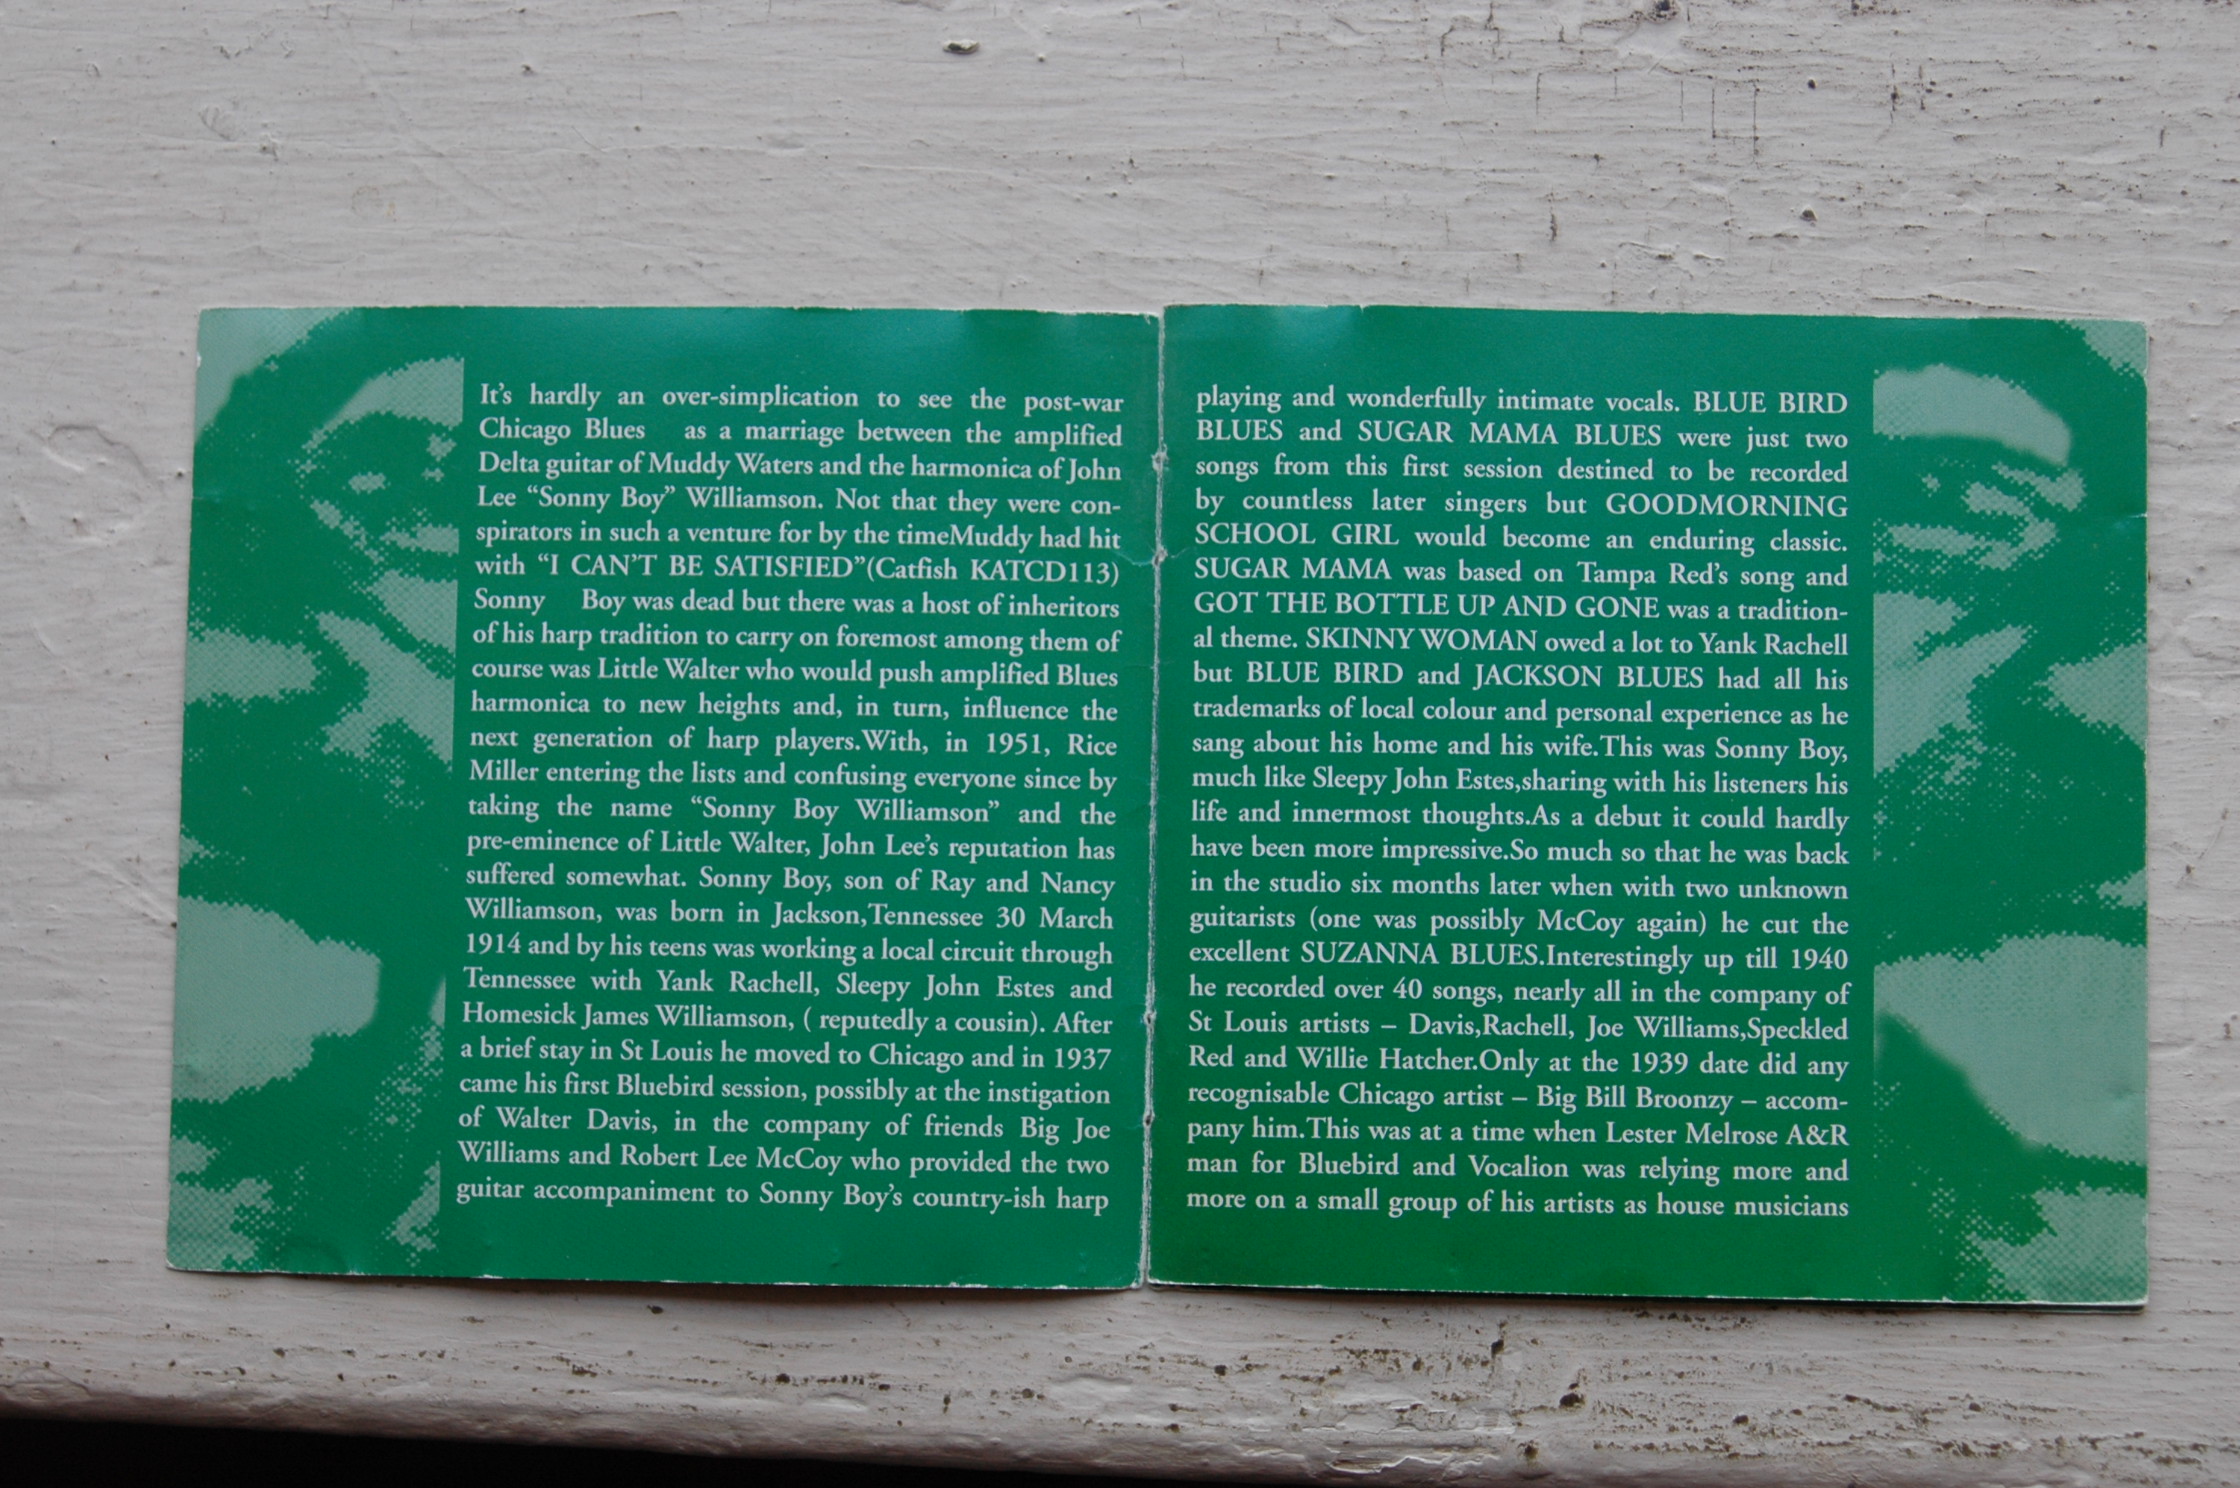 It's hardly an over-simplication to see the post-war
Chicago Blues as a marriage between the amplified
Delta guitar of Muddy Waters and the harmonica of John
Lee “Sonny Boy” Williamson. Not that they were con-
spirators in such a venture for by the timeMuddy had hit
with “I CAN'T BE SATISFIED”(Catfish KATCD113)
Sonny Boy was dead but there was a host of inheritors
of his harp tradition to carry on foremost among them of
course was Little Walter who would push amplified Blues
harmonica to new heights and, in turn, influence the
next generation of harp players.With, in 1951, Rice
Miller entering the lists and confusing everyone since by
taking the name “Sonny Boy Williamson” and the
pre-eminence of Little Walter, John Lee's reputation has
suffered somewhat. Sonny Boy, son of Ray and Nancy
Williamson, was born in Jackson,Tennessee 30 March
1914 and by his teens was working a local circuit through
Tennessee with Yank Rachell, Sleepy John Estes and
Homesick James Williamson, ( reputedly a cousin). After
a brief stay in St Louis he moved to Chicago and in 1937
came his first Bluebird session, possibly at the instigation
of Walter Davis, in the company of friends Big Joe
Williams and Robert Lee McCoy who provided the two
guitar accompaniment to Sonny Boy's country-ish harp
playing and wonderfully intimate vocals. BLUE BIRD
BLUES and SUGAR MAMA BLUES were just two
songs from this first session destined to be recorded
by countless later singers but GOODMORNING
SCHOOL GIRL would become an enduring classic.
SUGAR MAMA was based on Tampa Red's song and
GOT THE BOTTLE UP AND GONE was a tradition-
al theme. SKINNY WOMAN owed a lot to Yank Rachell
but BLUE BIRD and JACKSON BLUES had all his
trademarks of local colour and personal experience as he
sang about his home and his wife.This was Sonny Boy,
much like Sleepy John Estes,sharing with his listeners his
life and innermost thoughts.As a debut it could hardly
have been more impressive.So much so that he was back
in the studio six months later when with two unknown
guitarists (one was possibly McCoy again) he cut the
excellent SUZANNA BLUES.Interestingly up till 1940
he recorded over 40 songs, nearly all in the company of
St Louis artists – Davis,Rachell, Joe Williams,Speckled
Red and Willie Hatcher.Only at the 1939 date did any
recognisable Chicago artist – Big Bill Broonzy – accom-
pany him.This was at a time when Lester Melrose A&R
man for Bluebird and Vocalion was relying more and
more on a small group of his artists as house musicians